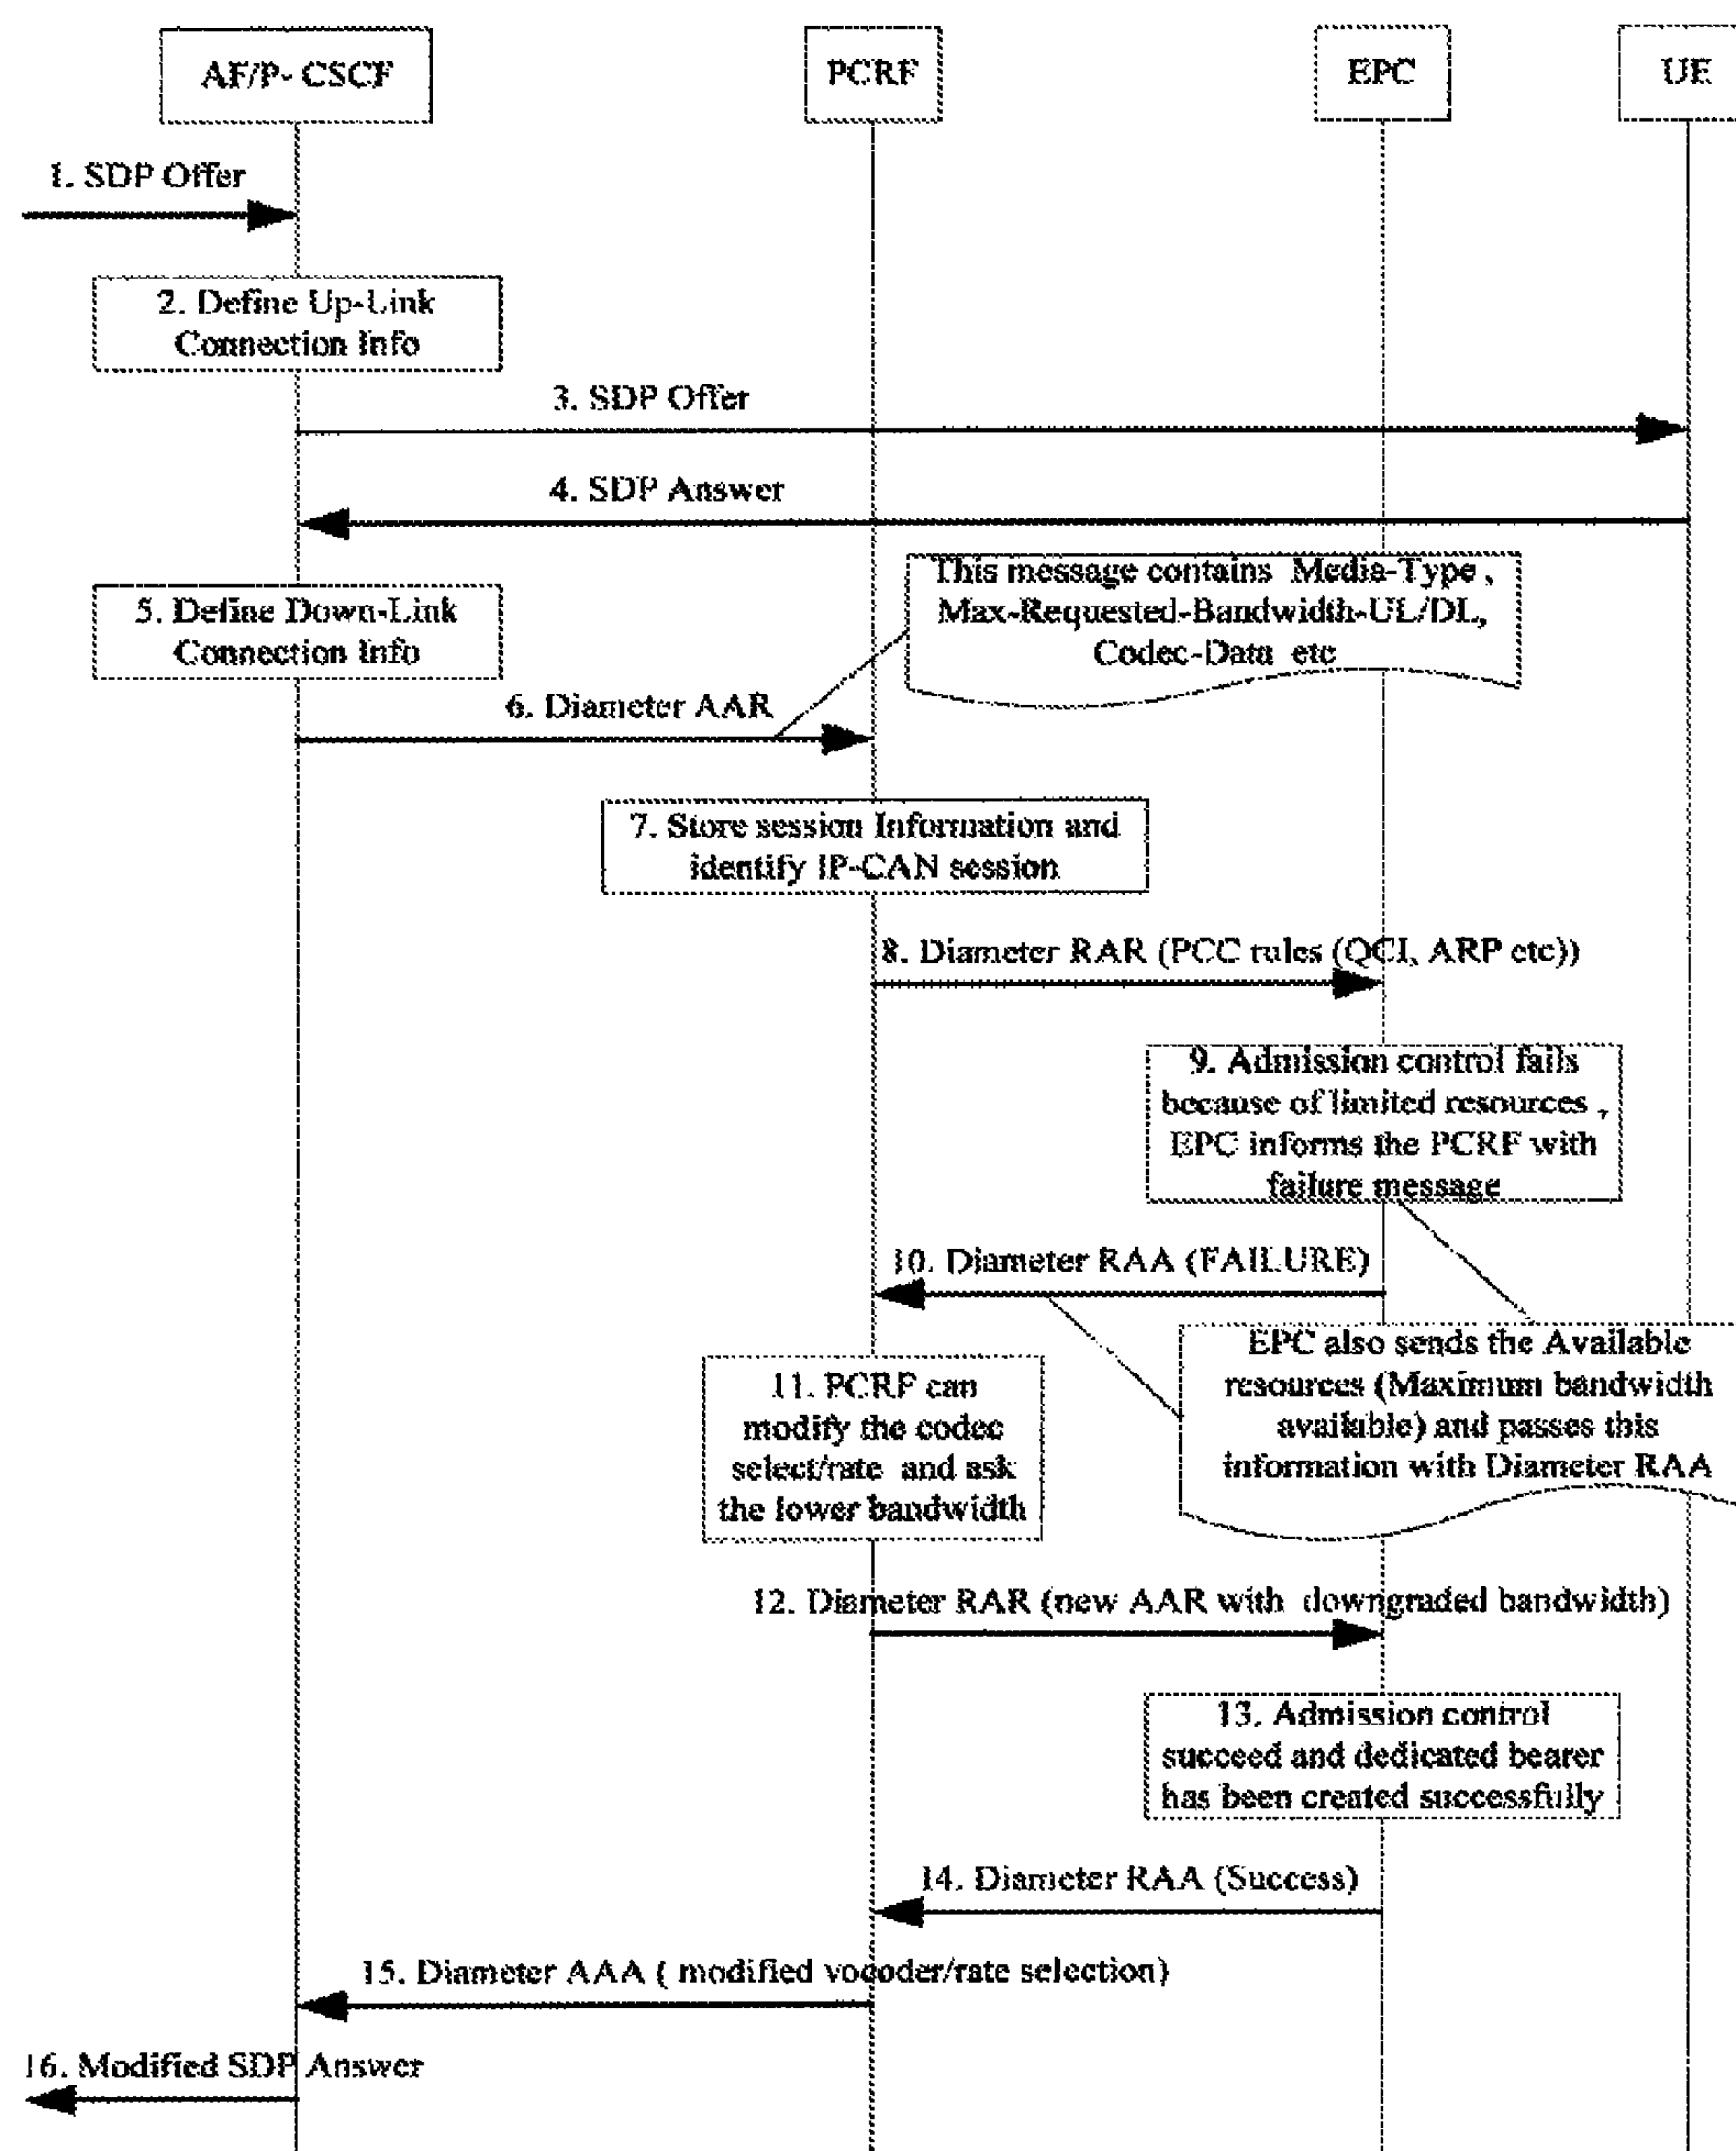 AF/P- CSCF
PCRF
EPC
UE
1. SDP Offer
2. Define Up-Link
Connection Info
3. SDP Offer
4. SDP Answer
This message contains Media-Type ,
Max-Requested-Bandwidth-UL/DL,
Codec-Data etc
5. Define Down-Link
Connection Info
6. Diameter AAR
7. Store session Information and
identify IP-CAN session
8. Diameter RAR (PCC rules (QCI, ARP etc))
9. Admission control fails
because of limited resources ,
EPC informs the PCRF with
failure message
10. Diameter RAA (FAILURE)
EPC also sends the Available
resources (Maximum bandwidth
available) and passes this
information with Diameter RAA
11. PCRF can
modify the codec
select/rate and ask
the lower bandwidth
12. Diameter RAR (new AAR with downgraded bandwidth)
13. Admission control
succeed and dedicated bearer
has been created successfully
14. Diameter RAA (Success)
15. Diameter AAA ( modified vocoder/rate selection)
16. Modified SDP Answer